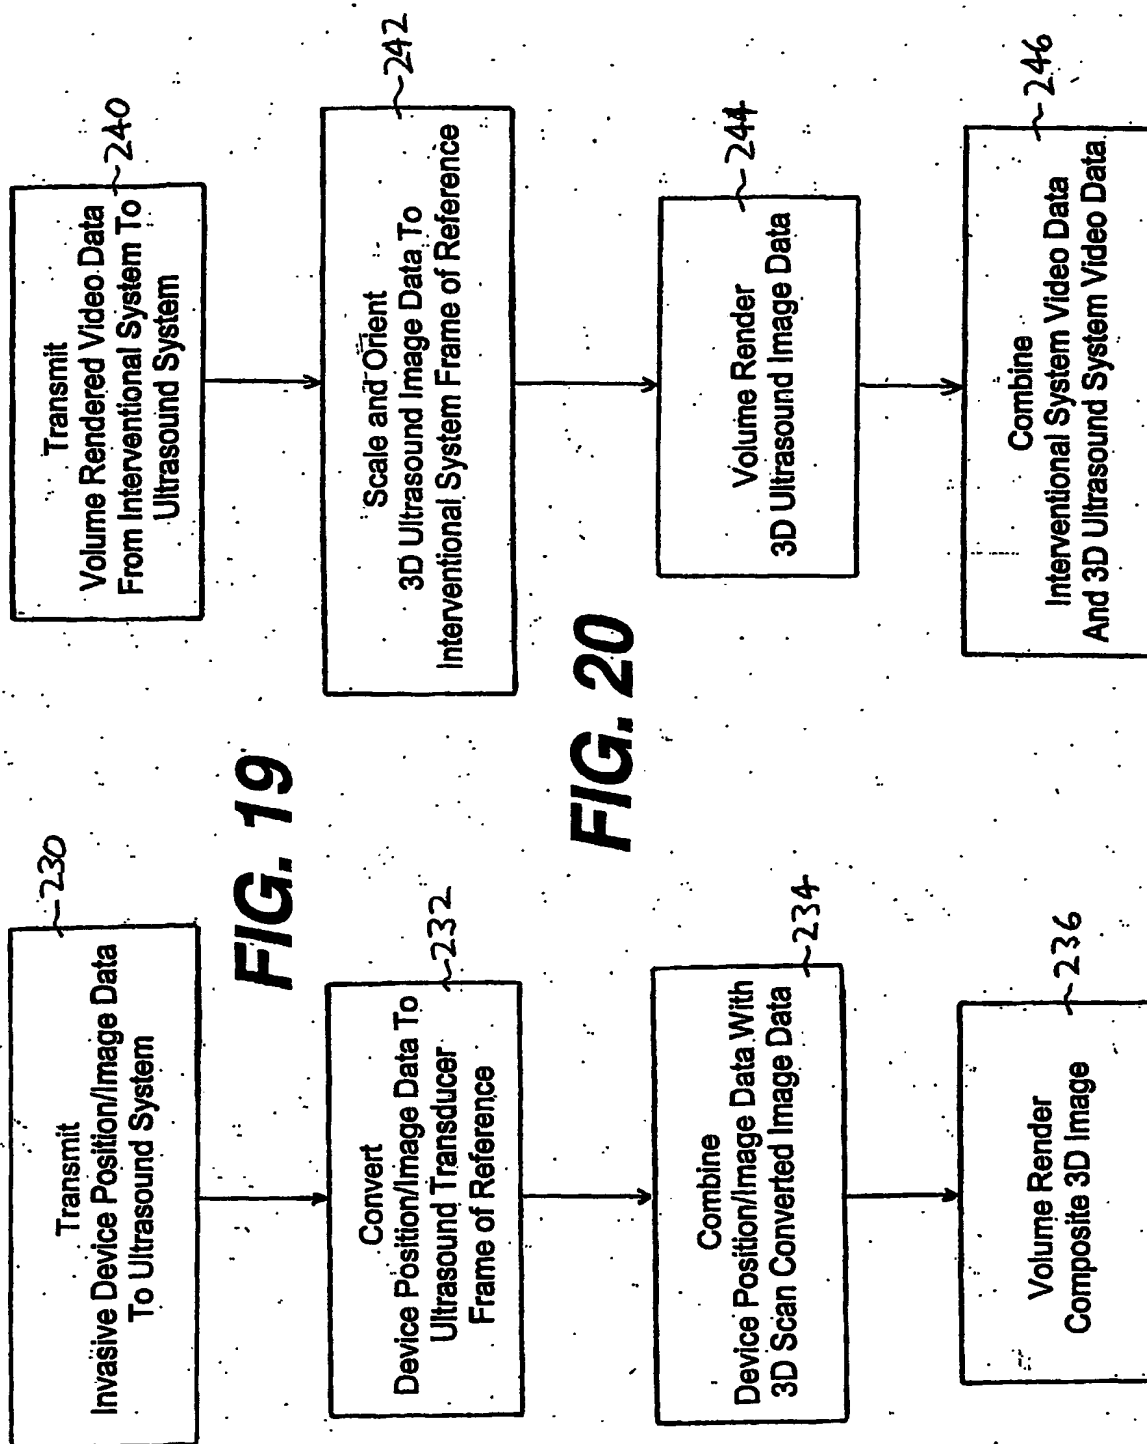 Transmit
Invasive Device Position/Image Data
To Ultrasound System
230
Convert
Device Position/Image Data To
Ultrasound Transducer
Frame of Reference
232
Combine
Device Position/Image Data With
3D Scan Converted Image Data
234
Volume Render
Composite 3D Image
236
FIG. 19
Transmit
Volume Rendered Video Data
From Interventional System To
Ultrasound System
240
Scale and Orient
3D Ultrasound Image Data To
Interventional System Frame of Reference
242
Volume Render
3D Ultrasound Image Data
244
Combine
Interventional System Video Data
And 3D Ultrasound System Video Data
246
FIG. 20